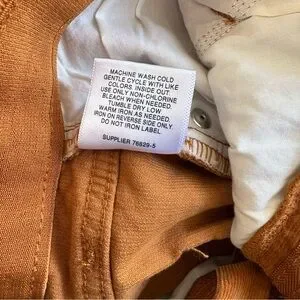 MACHINE WASH COLD
GENTLE CYCLE WITH LIKE
COLORS. INSIDE OUT.
USE ONLY NON-CHLORINE
BLEACH WHEN NEEDED.
TUMBLE DRY LOW
WARM IRON AS NEEDED.
IRON ON REVERSE SIDE ONLY.
DO NOT IRON LABEL
SUPPLIER 76829-5